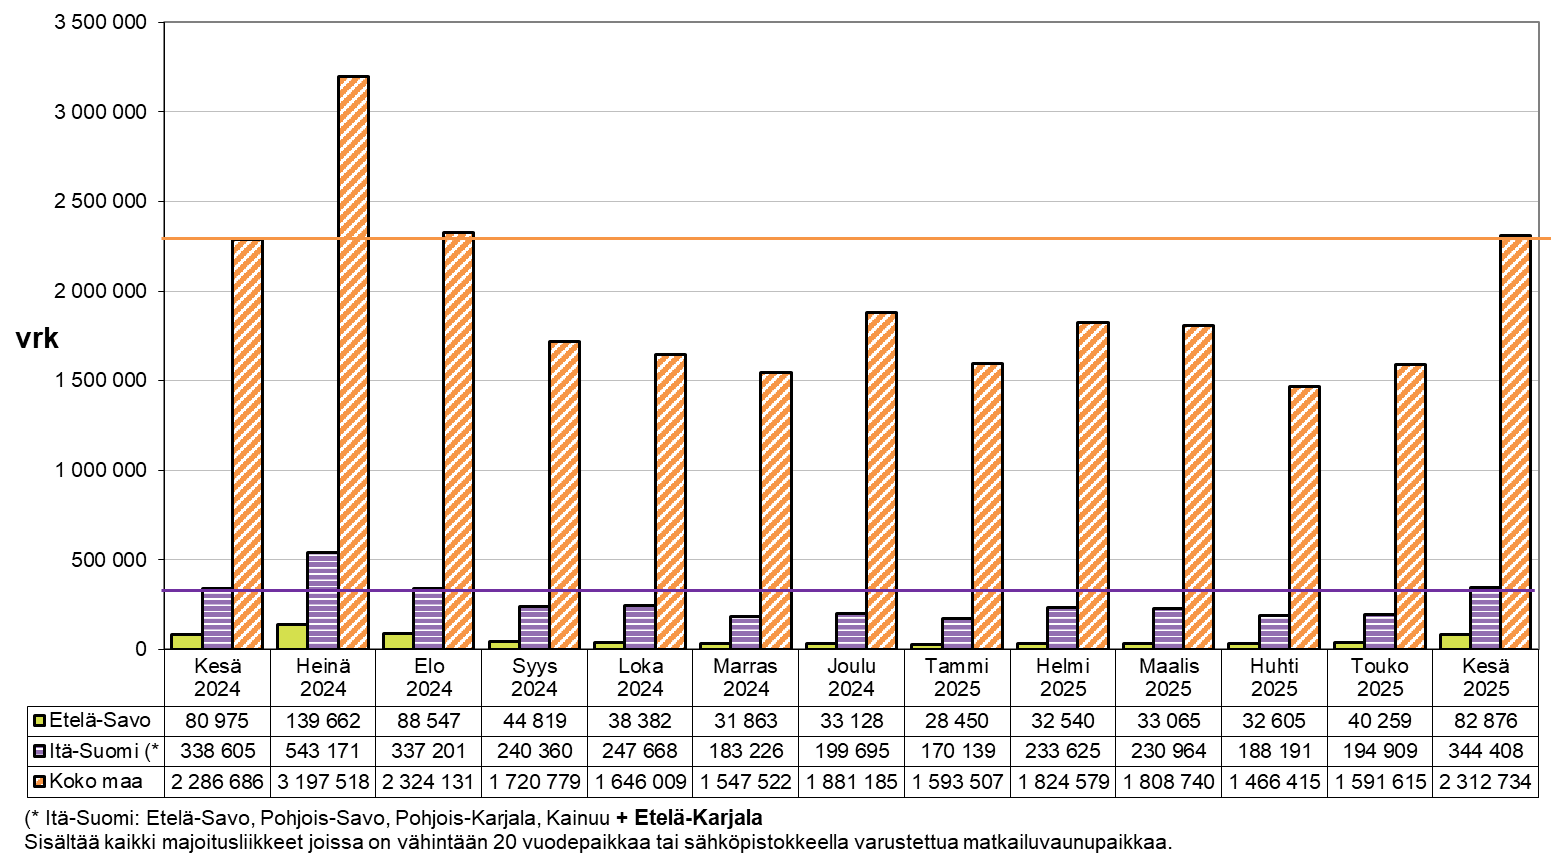 3 500 000
3 000 000
2 500 000
2 000 000
vrk
1 500 000
1 000 000
500 000
0
Kesä 2024 Heinä 2024 Elo 2024 Syys 2024 Loka 2024 Marras 2024 Joulu 2024 Tammi 2025 Helmi 2025 Maalis 2025 Huhti 2025 Touko 2025 Kesä 2025
Etelä-Savo 80 975 139 662 88 547 44 819 38 382 31 863 33 128 28 450 32 540 33 065 32 605 40 259 82 876
Itä-Suomi (* 338 605 543 171 337 201 240 360 247 668 183 226 199 695 170 139 233 625 230 964 188 191 194 909 344 408
Koko maa 2 286 686 3 197 518 2 324 131 1 720 779 1 646 009 1 547 522 1 881 185 1 593 507 1 824 579 1 808 740 1 466 415 1 591 615 2 312 734
(* Itä-Suomi: Etelä-Savo, Pohjois-Savo, Pohjois-Karjala, Kainuu + Etelä-Karjala
Sisältää kaikki majoitusliikkeet joissa on vähintään 20 vuodepaikkaa tai sähköpistokkeella varustettua matkailuvaunupaikkaa.